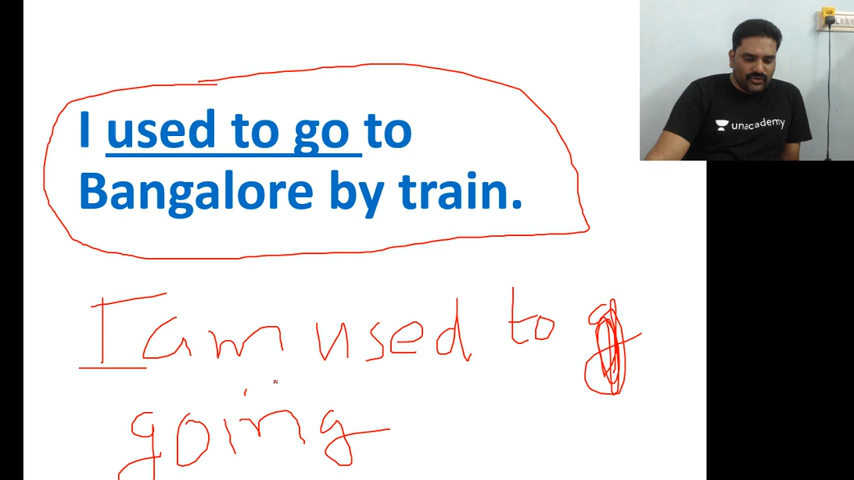 I used to go to
Bangalore by train.
unacademy
I am used to
going